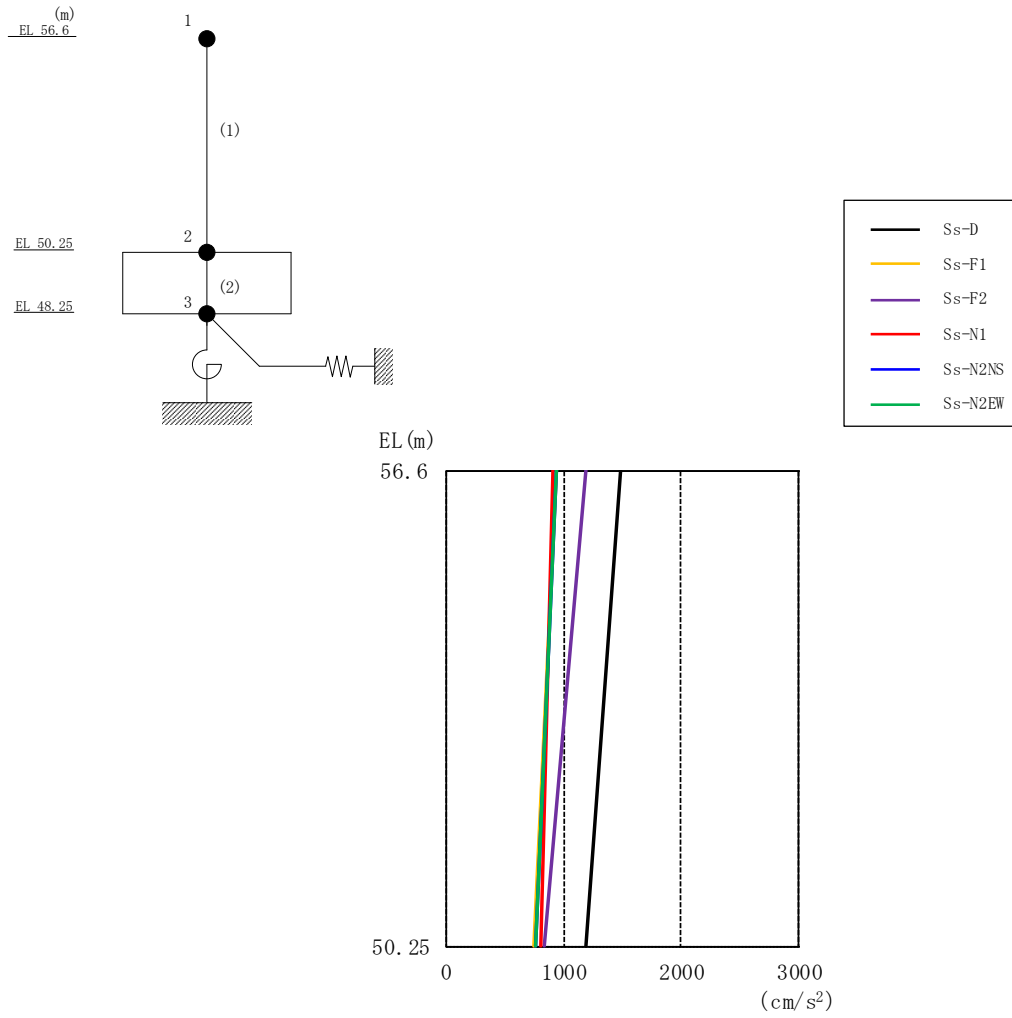 (m)
EL 56.6
1
(1)
EL 50.25
2
(2)
EL 48.25
3
Ss-D
Ss-F1
Ss-F2
Ss-N1
Ss-N2NS
Ss-N2EW
EL(m)
56.6
50.25
0 1000 2000 3000
(cm/s²)